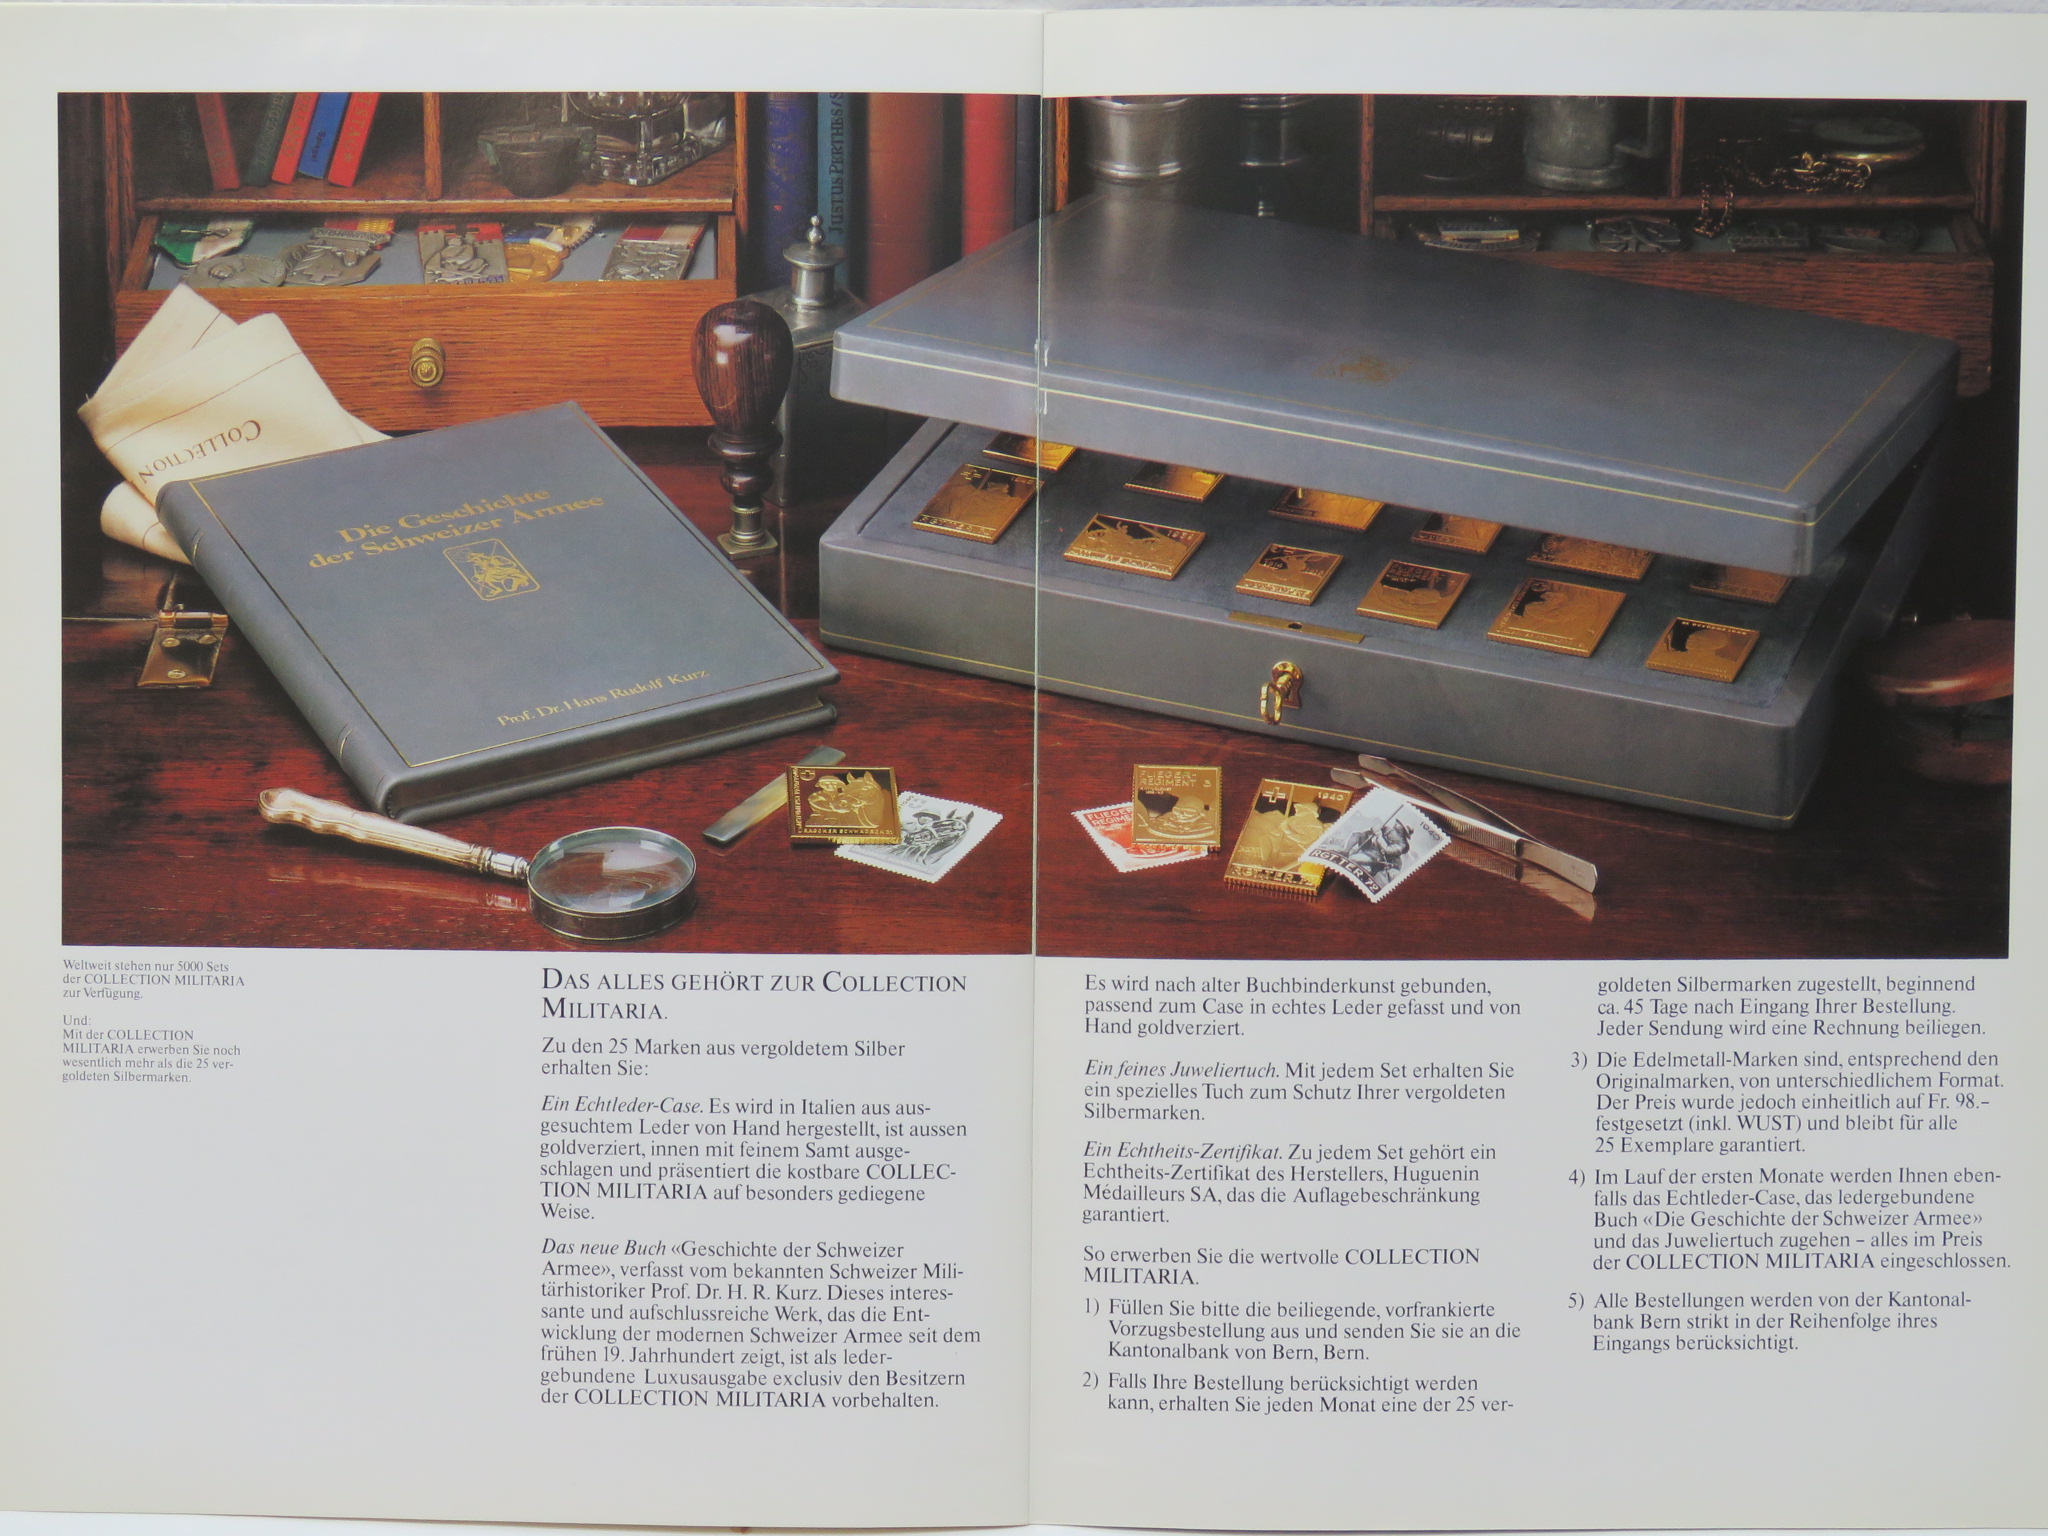 JUSTUS PERTHES
COLLECTION
Die Geschichte
der Schweizer Armee
Prof. Dr. Hans Rudolf Kurz
FLIEGER-
REGIMENT
FLIEGER-
REGIMENT 3
1940
RGT TER 72
1940
RGT TER 72
Weltweit stehen nur 5000 Sets
der COLLECTION MILITARIA
zur Verfügung.
Und:
Mit der COLLECTION
MILITARIA erwerben Sie noch
wesentlich mehr als die 25 ver-
goldeten Silbermarken.
DAS ALLES GEHÖRT ZUR COLLECTION
MILITARIA.
Zu den 25 Marken aus vergoldetem Silber
erhalten Sie:
Ein Echtleder-Case. Es wird in Italien aus aus-
gesuchtem Leder von Hand hergestellt, ist aussen
goldverziert, innen mit feinem Samt ausge-
schlagen und präsentiert die kostbare COLLEC-
TION MILITARIA auf besonders gediegene
Weise.
Das neue Buch «Geschichte der Schweizer
Armee», verfasst vom bekannten Schweizer Mili-
tärhistoriker Prof. Dr. H. R. Kurz. Dieses interes-
sante und aufschlussreiche Werk, das die Ent-
wicklung der modernen Schweizer Armee seit dem
frühen 19. Jahrhundert zeigt, ist als leder-
gebundene Luxusausgabe exclusiv den Besitzern
der COLLECTION MILITARIA vorbehalten.
Es wird nach alter Buchbinderkunst gebunden,
passend zum Case in echtes Leder gefasst und von
Hand goldverziert.
Ein feines Juweliertuch. Mit jedem Set erhalten Sie
ein spezielles Tuch zum Schutz Ihrer vergoldeten
Silbermarken.
Ein Echtheits-Zertifikat. Zu jedem Set gehört ein
Echtheits-Zertifikat des Herstellers, Huguenin
Médailleurs SA, das die Auflagebeschränkung
garantiert.
So erwerben Sie die wertvolle COLLECTION
MILITARIA.
1) Füllen Sie bitte die beiliegende, vorfrankierte
Vorzugsbestellung aus und senden Sie sie an die
Kantonalbank von Bern, Bern.
2) Falls Ihre Bestellung berücksichtigt werden
kann, erhalten Sie jeden Monat eine der 25 ver-
goldeten Silbermarken zugestellt, beginnend
ca. 45 Tage nach Eingang Ihrer Bestellung.
Jeder Sendung wird eine Rechnung beiliegen.
3) Die Edelmetall-Marken sind, entsprechend den
Originalmarken, von unterschiedlichem Format.
Der Preis wurde jedoch einheitlich auf Fr. 98.–
festgesetzt (inkl. WUST) und bleibt für alle
25 Exemplare garantiert.
4) Im Lauf der ersten Monate werden Ihnen eben-
falls das Echtleder-Case, das ledergebundene
Buch «Die Geschichte der Schweizer Armee»
und das Juweliertuch zugehen – alles im Preis
der COLLECTION MILITARIA eingeschlossen.
5) Alle Bestellungen werden von der Kantonal-
bank Bern strikt in der Reihenfolge ihres
Eingangs berücksichtigt.